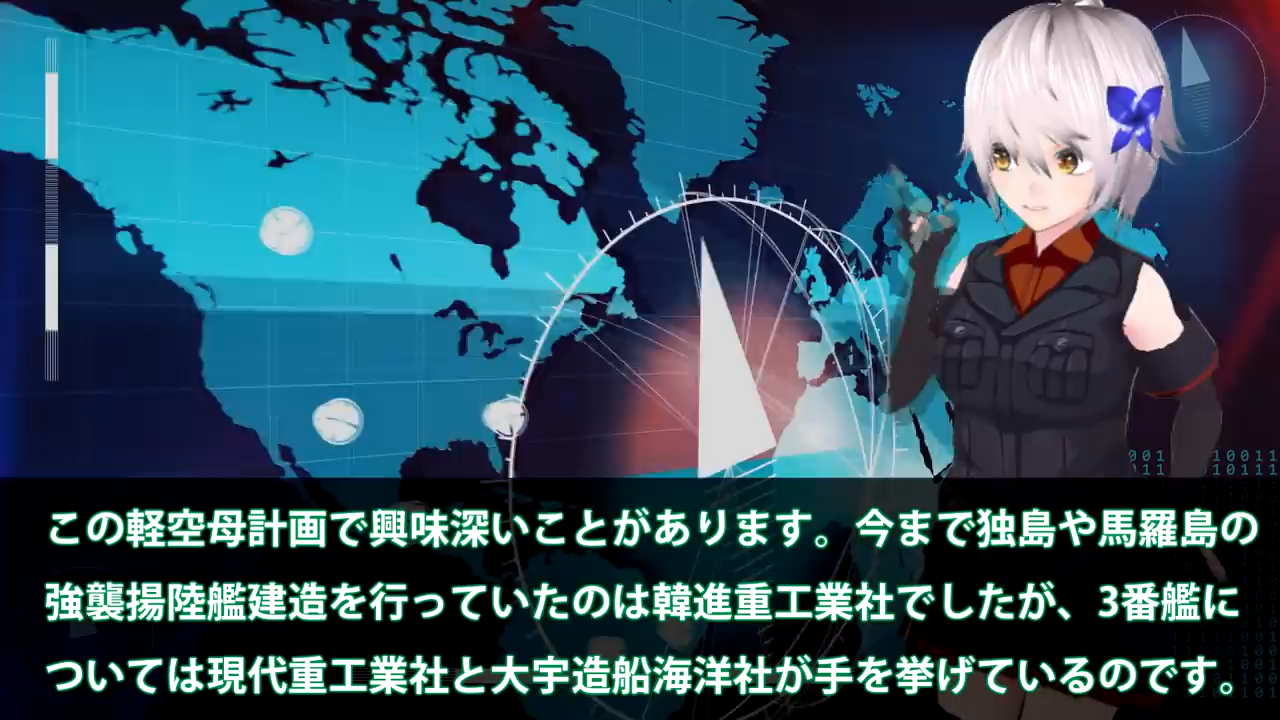 001 10011
11 10111
この軽空母計画で興味深いことがあります。今まで独島や馬羅島の
強襲揚陸艦建造を行っていたのは韓進重工業社でしたが、3番艦に
ついては現代重工業社と大宇造船海洋社が手を挙げているのです。